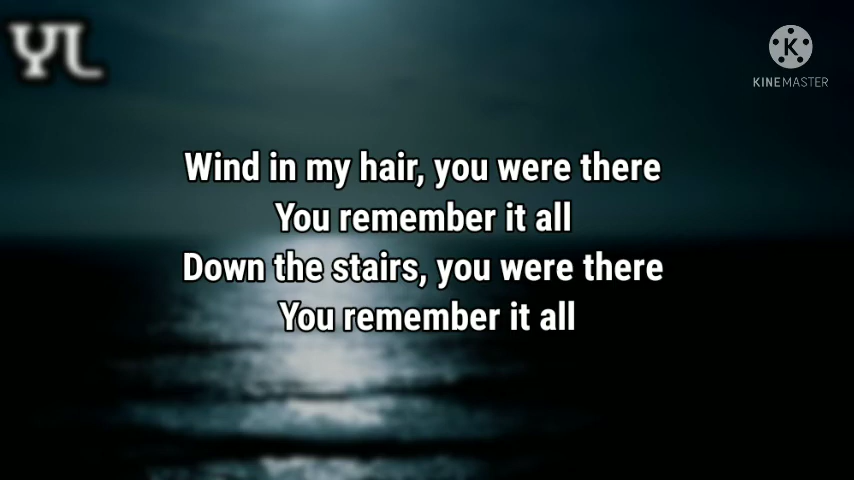 YL
K
KINEMASTER
Wind in my hair, you were there
You remember it all
Down the stairs, you were there
You remember it all